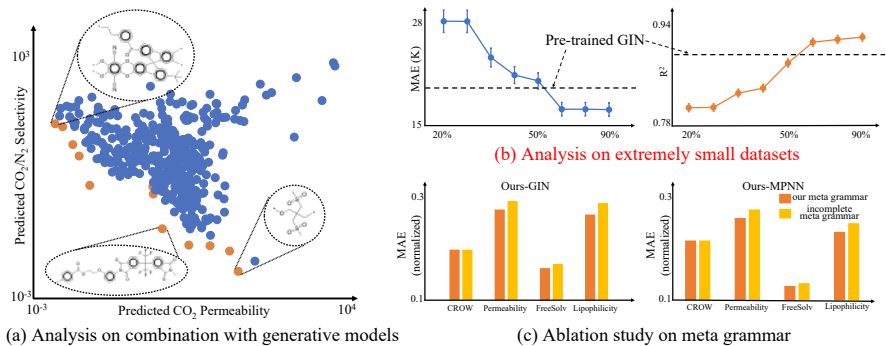 10³
Predicted CO₂/N₂ Selectivity
10⁻³
10⁻³
Predicted CO₂ Permeability
10⁴
(a) Analysis on combination with generative models
28
MAE (K)
15
20%
50%
90%
Pre-trained GIN
0.94
R²
0.78
20%
50%
90%
(b) Analysis on extremely small datasets
Ours-GIN
0.3
MAE
(normalized)
0.1
CROW
Permeability
FreeSolv
Lipophilicity
Ours-MPNN
our meta grammar
incomplete
meta grammar
0.3
MAE
(normalized)
0.1
CROW
Permeability
FreeSolv
Lipophilicity
(c) Ablation study on meta grammar